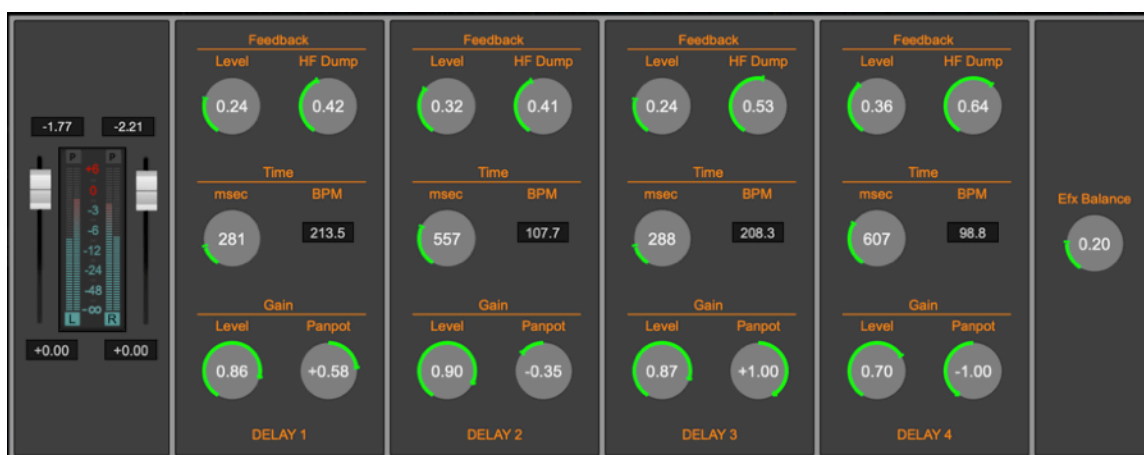 -1.77 -2.21
P P
+6
0
-3
-6
-12
-24
-48
-∞
L R
+0.00 +0.00
Feedback
Level HF Dump
0.24 0.42
Time
msec BPM
281 213.5
Gain
Level Panpot
0.86 +0.58
DELAY 1
Feedback
Level HF Dump
0.32 0.41
Time
msec BPM
557 107.7
Gain
Level Panpot
0.90 -0.35
DELAY 2
Feedback
Level HF Dump
0.24 0.53
Time
msec BPM
288 208.3
Gain
Level Panpot
0.87 +1.00
DELAY 3
Feedback
Level HF Dump
0.36 0.64
Time
msec BPM
607 98.8
Gain
Level Panpot
0.70 -1.00
DELAY 4
Efx Balance
0.20